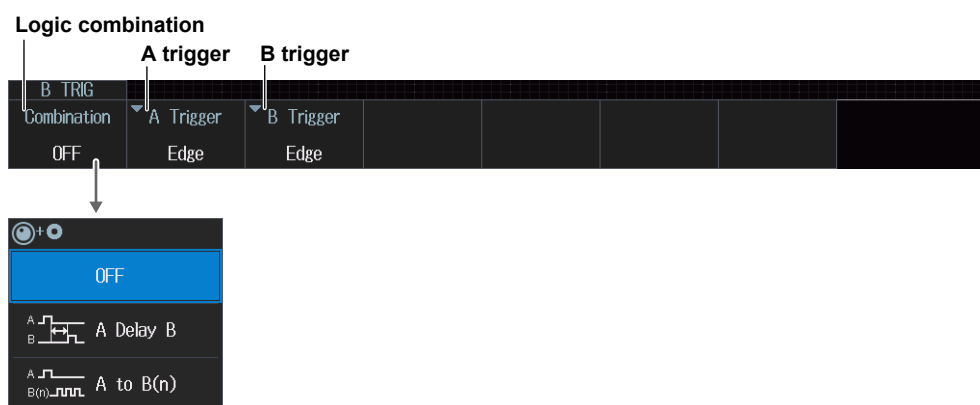 Logic combination
A trigger B trigger
B TRIG
Combination A Trigger B Trigger
OFF Edge Edge
OFF
A
B
A Delay B
A
B(n)
A to B(n)